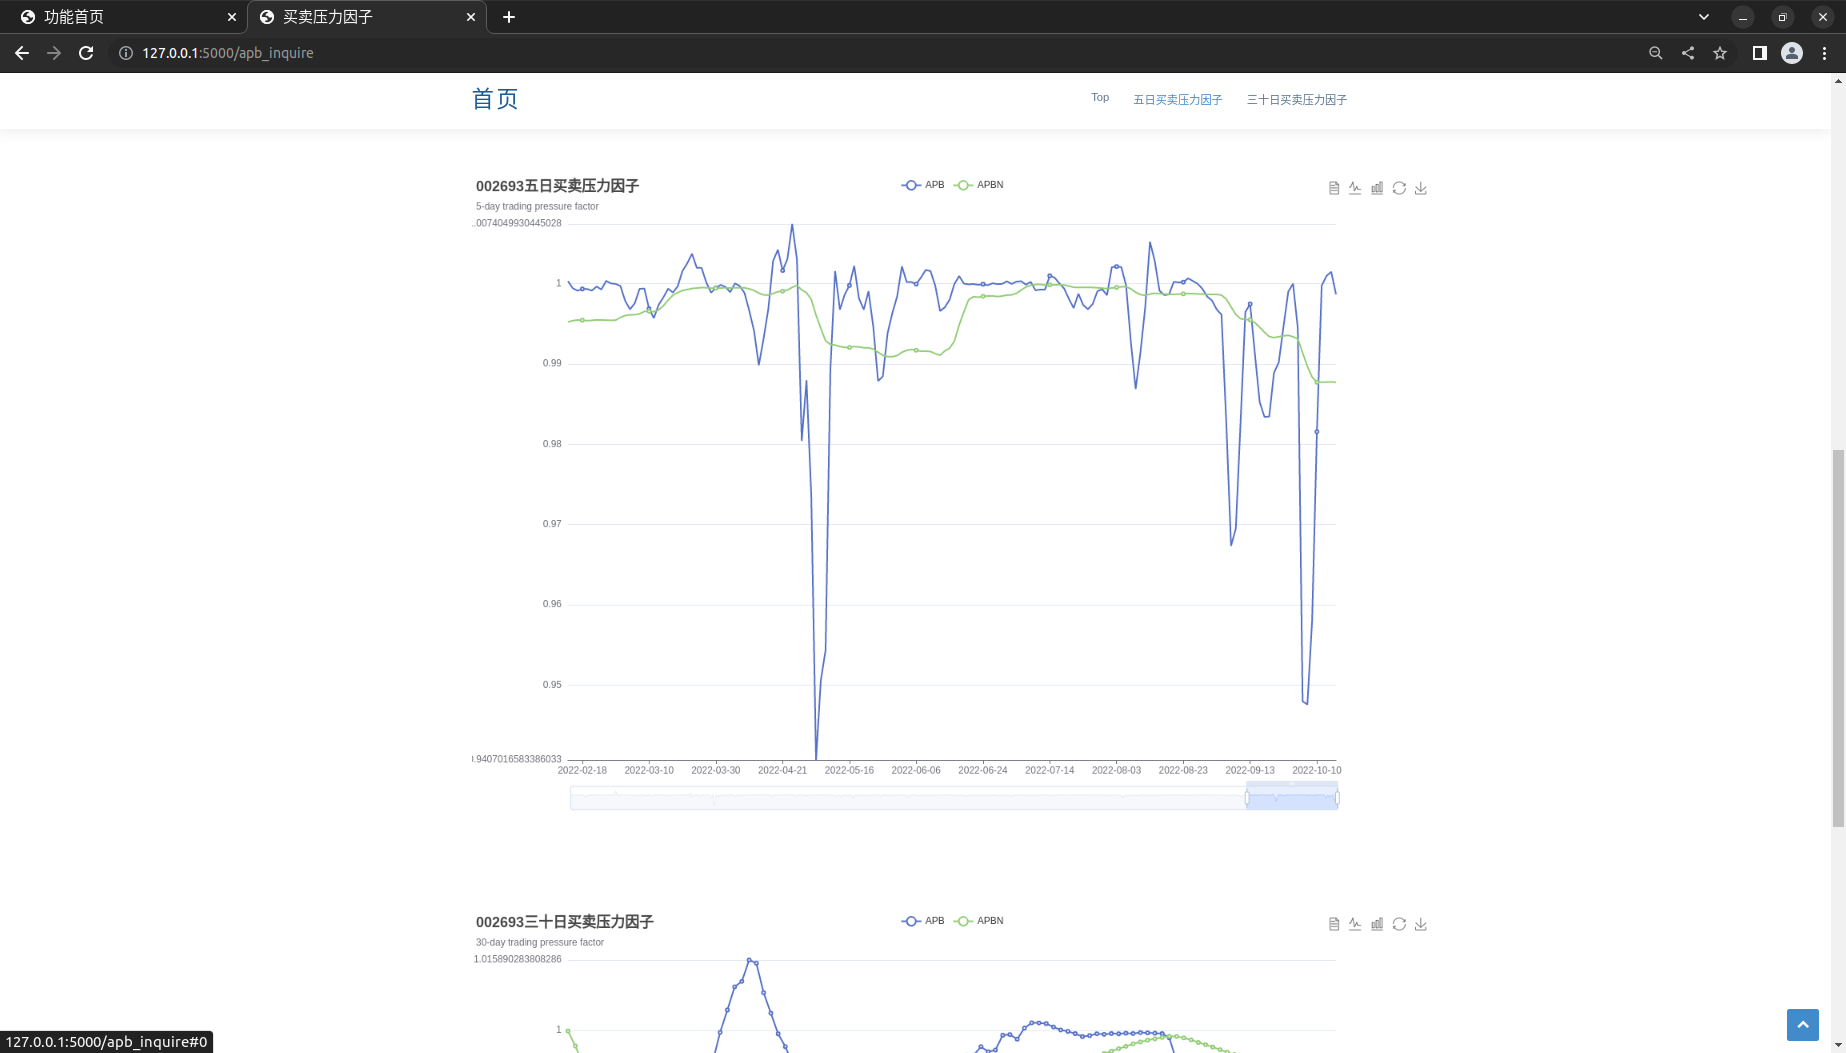 功能首页
买卖压力因子
127.0.0.1:5000/apb_inquire
首页
Top
五日买卖压力因子
三十日买卖压力因子
002693五日买卖压力因子
5-day trading pressure factor
APB
APBN
..0074049930445028
1
0.99
0.98
0.97
0.96
0.95
).9407016583386033
2022-02-18
2022-03-10
2022-03-30
2022-04-21
2022-05-16
2022-06-06
2022-06-24
2022-07-14
2022-08-03
2022-08-23
2022-09-13
2022-10-10
002693三十日买卖压力因子
30-day trading pressure factor
APB
APBN
1.015890283808286
1
127.0.0.1:5000/apb_inquire#0